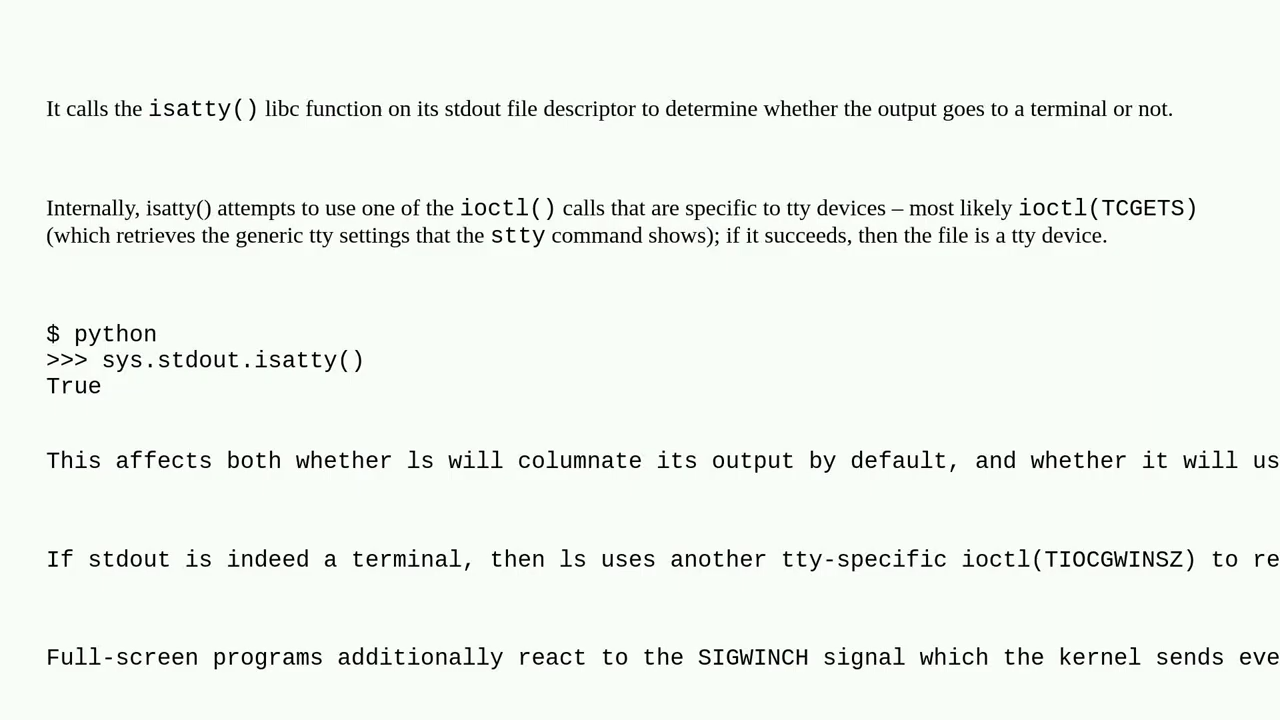 It calls the isatty() libc function on its stdout file descriptor to determine whether the output goes to a terminal or not.
Internally, isatty() attempts to use one of the ioctl() calls that are specific to tty devices – most likely ioctl(TCGETS)
(which retrieves the generic tty settings that the stty command shows); if it succeeds, then the file is a tty device.
$ python
>>> sys.stdout.isatty()
True
This affects both whether ls will columnate its output by default, and whether it will us
If stdout is indeed a terminal, then ls uses another tty-specific ioctl(TIOCGWINSZ) to re
Full-screen programs additionally react to the SIGWINCH signal which the kernel sends eve